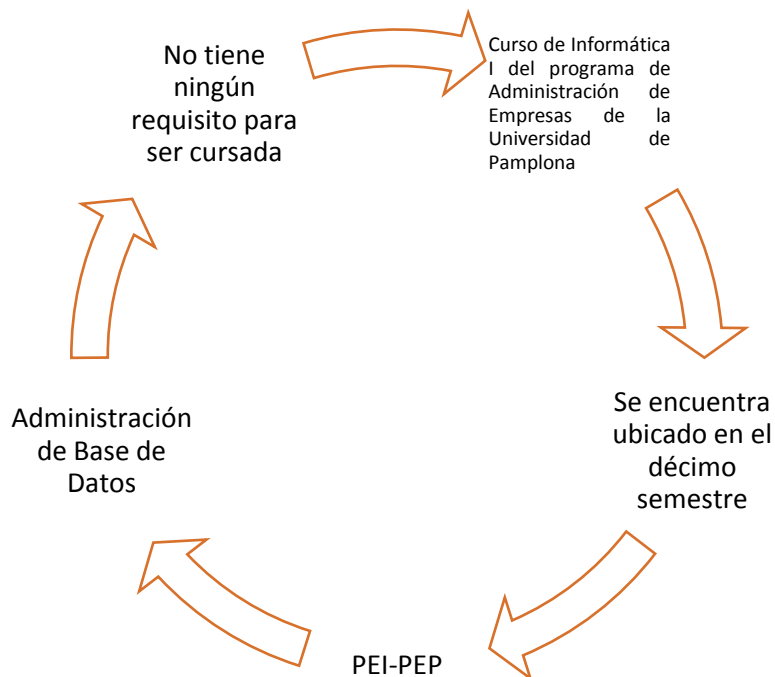 No tiene
ningún
requisito para
ser cursada
Curso de Informática
I del programa de
Administración de
Empresas de la
Universidad de
Pamplona
Se encuentra
ubicado en el
décimo
semestre
PEI-PEP
Administración
de Base de
Datos